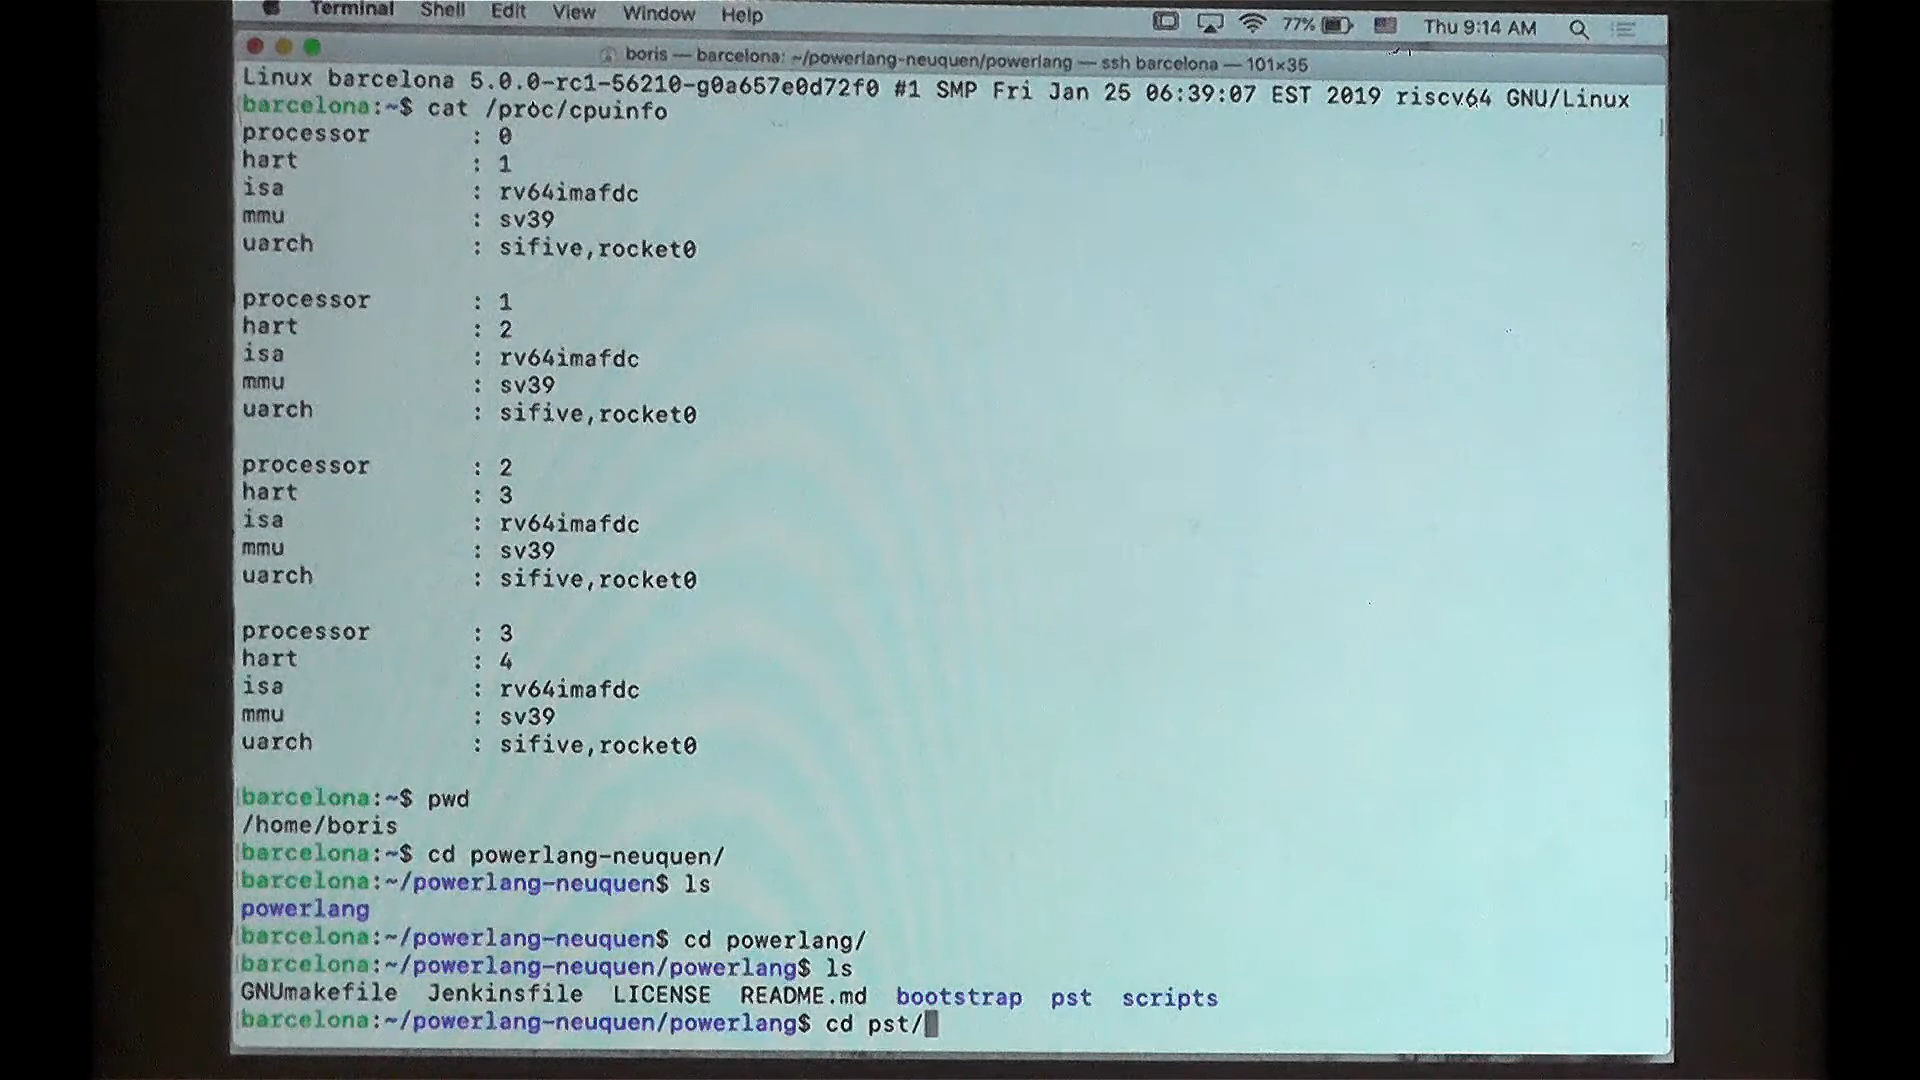 Terminal Shell Edit View Window Help 77% Thu 9:14 AM
boris — barcelona: ~/powerlang-neuquen/powerlang — ssh barcelona — 101×35
Linux barcelona 5.0.0-rc1-56210-g0a657e0d72f0 #1 SMP Fri Jan 25 06:39:07 EST 2019 riscv64 GNU/Linux
barcelona:~$ cat /proc/cpuinfo
processor : 0
hart : 1
isa : rv64imafdc
mmu : sv39
uarch : sifive,rocket0
processor : 1
hart : 2
isa : rv64imafdc
mmu : sv39
uarch : sifive,rocket0
processor : 2
hart : 3
isa : rv64imafdc
mmu : sv39
uarch : sifive,rocket0
processor : 3
hart : 4
isa : rv64imafdc
mmu : sv39
uarch : sifive,rocket0
barcelona:~$ pwd
/home/boris
barcelona:~$ cd powerlang-neuquen/
barcelona:~/powerlang-neuquen$ ls
powerlang
barcelona:~/powerlang-neuquen$ cd powerlang/
barcelona:~/powerlang-neuquen/powerlang$ ls
GNUmakefile Jenkinsfile LICENSE README.md bootstrap pst scripts
barcelona:~/powerlang-neuquen/powerlang$ cd pst/